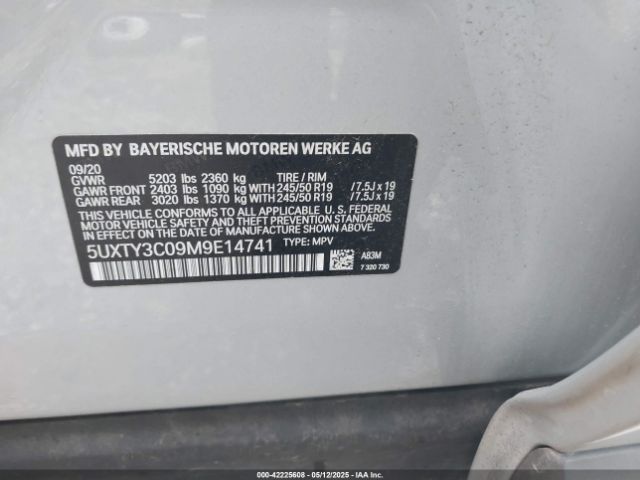 MFD BY BAYERISCHE MOTOREN WERKE AG
09/20
GVWR 5203 lbs 2360 kg TIRE / RIM
GAWR FRONT 2403 lbs 1090 kg WITH 245/50 R19 /7.5J x 19
GAWR REAR 3020 lbs 1370 kg WITH 245/50 R19 /7.5J x 19
THIS VEHICLE CONFORMS TO ALL APPLICABLE U. S. FEDERAL
MOTOR VEHICLE SAFETY, BUMPER, AND THEFT PREVENTION
STANDARDS IN EFFECT ON THE DATE OF MANUFACTURE SHOWN ABOVE.
5UXTY3C09M9E14741 TYPE: MPV
A83M
7 320 730
000-42225608 - 05/12/2025 - IAAI.COM